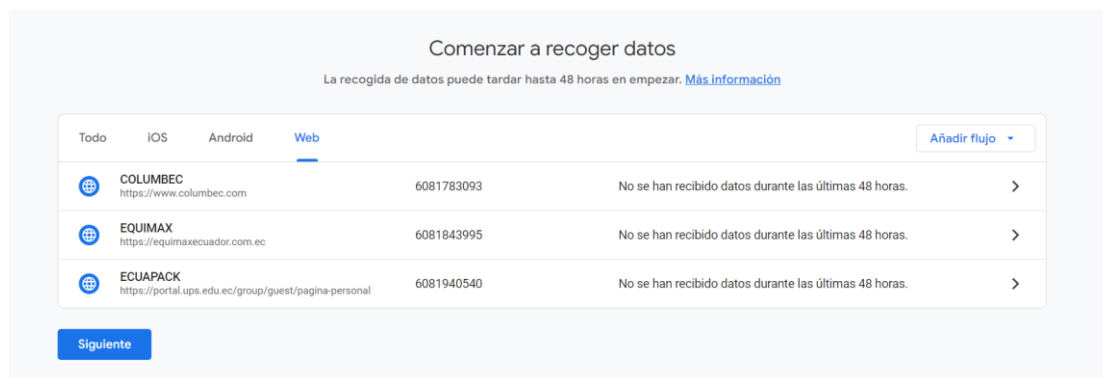 Comenzar a recoger datos
La recogida de datos puede tardar hasta 48 horas en empezar. Más información
Todo iOS Android Web Añadir flujo
COLUMBEC
https://www.columbec.com
6081783093 No se han recibido datos durante las últimas 48 horas.
EQUIMAX
https://equimaxecuador.com.ec
6081843995 No se han recibido datos durante las últimas 48 horas.
ECUAPACK
https://portal.ups.edu.ec/group/guest/pagina-personal
6081940540 No se han recibido datos durante las últimas 48 horas.
Siguiente